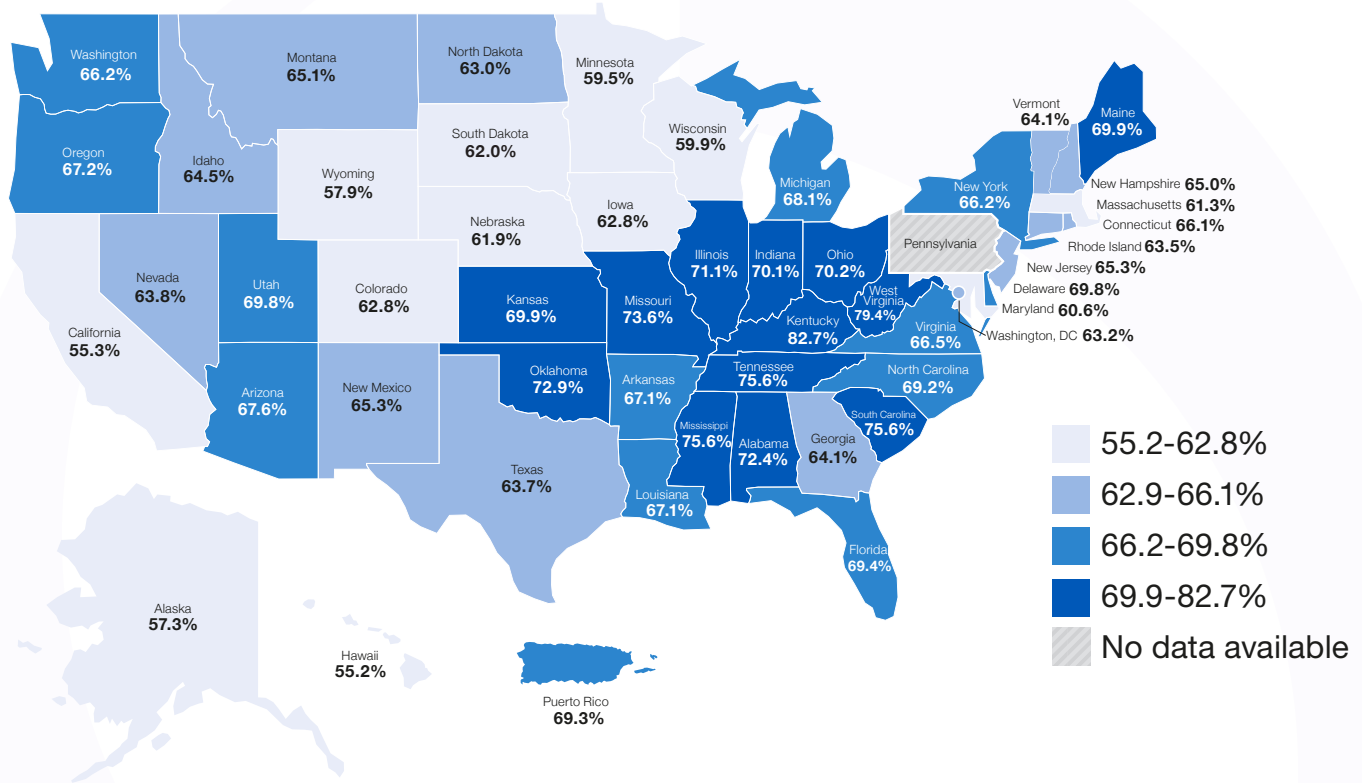 Washington
66.2%
Montana
65.1%
North Dakota
63.0%
Minnesota
59.5%
Vermont
64.1%
Maine
69.9%
Oregon
67.2%
Idaho
64.5%
Wyoming
57.9%
South Dakota
62.0%
Wisconsin
59.9%
Michigan
68.1%
New York
66.2%
New Hampshire 65.0%
Massachusetts 61.3%
Connecticut 66.1%
Rhode Island 63.5%
New Jersey 65.3%
Delaware 69.8%
Maryland 60.6%
Washington, DC 63.2%
Nebraska
61.9%
Iowa
62.8%
Pennsylvania
Nevada
63.8%
Utah
69.8%
Colorado
62.8%
Kansas
69.9%
Missouri
73.6%
Illinois
71.1%
Indiana
70.1%
Ohio
70.2%
West
Virginia
79.4%
Kentucky
82.7%
Virginia
66.5%
California
55.3%
Arizona
67.6%
New Mexico
65.3%
Oklahoma
72.9%
Arkansas
67.1%
Tennessee
75.6%
North Carolina
69.2%
Mississippi
75.6%
Alabama
72.4%
Georgia
64.1%
South Carolina
75.6%
Texas
63.7%
Louisiana
67.1%
Florida
69.4%
Alaska
57.3%
Hawaii
55.2%
Puerto Rico
69.3%
55.2-62.8%
62.9-66.1%
66.2-69.8%
69.9-82.7%
No data available